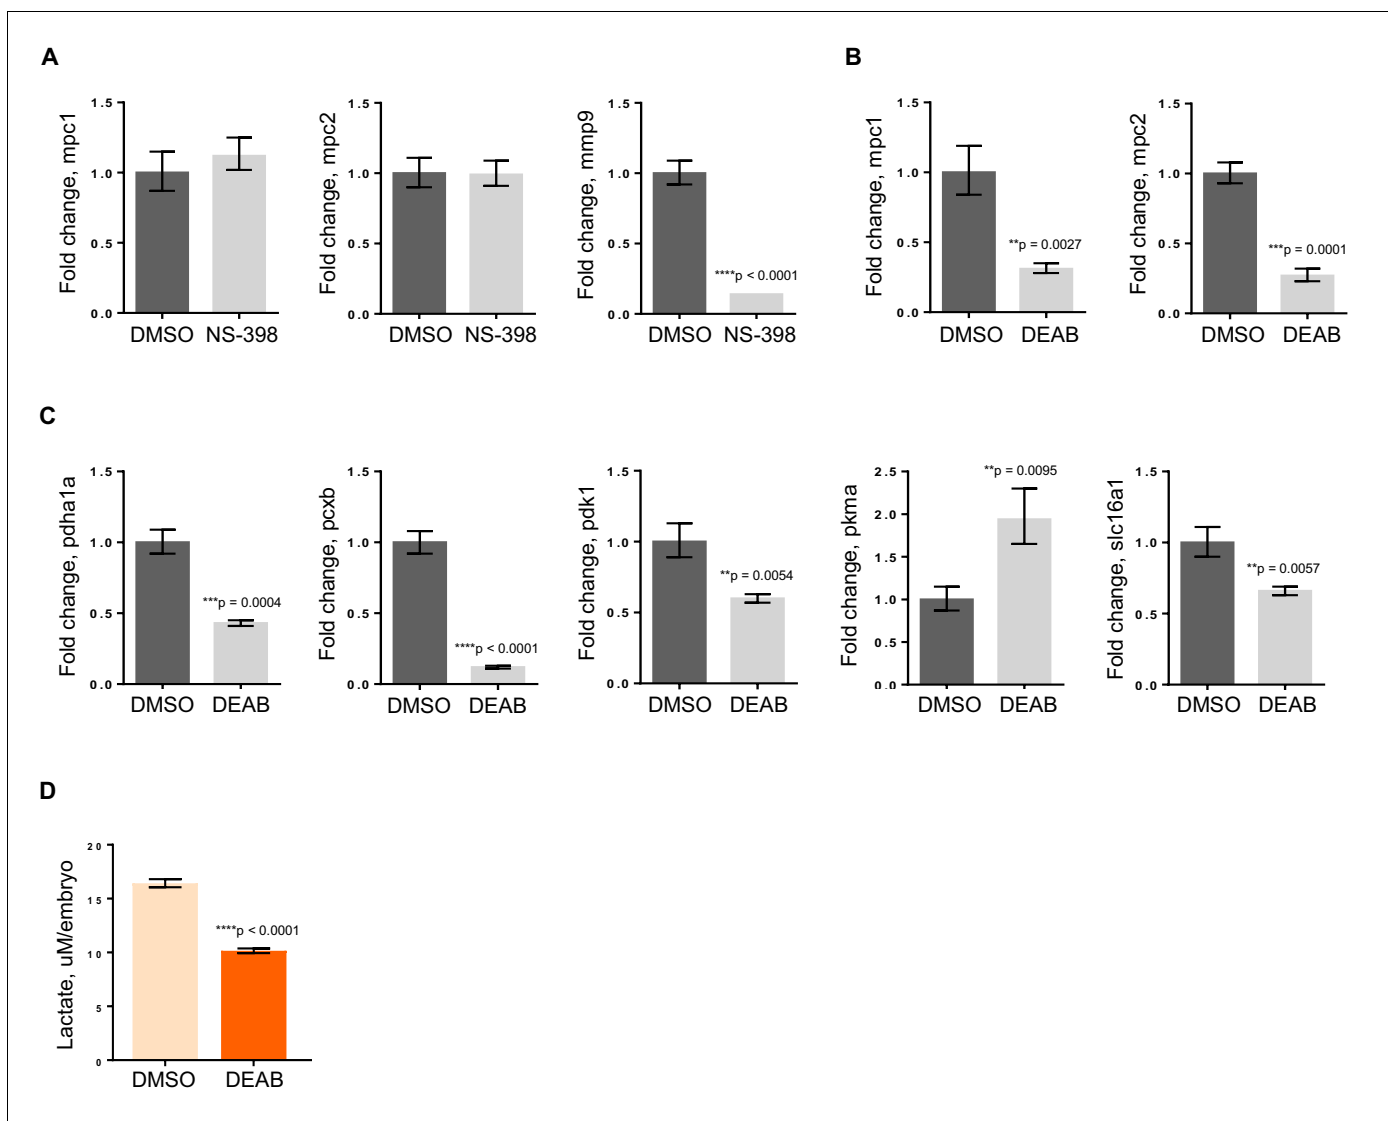 A
B
Fold change, mpc1
1.5
1.0
0.5
0.0
DMSO NS-398
Fold change, mpc2
1.5
1.0
0.5
0.0
DMSO NS-398
Fold change, mmp9
1.5
1.0
0.5
0.0
****p < 0.0001
DMSO NS-398
Fold change, mpc1
1.5
1.0
0.5
0.0
**p = 0.0027
DMSO DEAB
Fold change, mpc2
1.5
1.0
0.5
0.0
***p = 0.0001
DMSO DEAB
C
Fold change, pdha1a
1.5
1.0
0.5
0.0
***p = 0.0004
DMSO DEAB
Fold change, pcxb
1.5
1.0
0.5
0.0
****p < 0.0001
DMSO DEAB
Fold change, pdk1
1.5
1.0
0.5
0.0
**p = 0.0054
DMSO DEAB
Fold change, pkma
2.5
2.0
1.5
1.0
0.5
0.0
**p = 0.0095
DMSO DEAB
Fold change, slc16a1
1.5
1.0
0.5
0.0
**p = 0.0057
DMSO DEAB
D
Lactate, uM/embryo
20
15
10
5
0
****p < 0.0001
DMSO DEAB